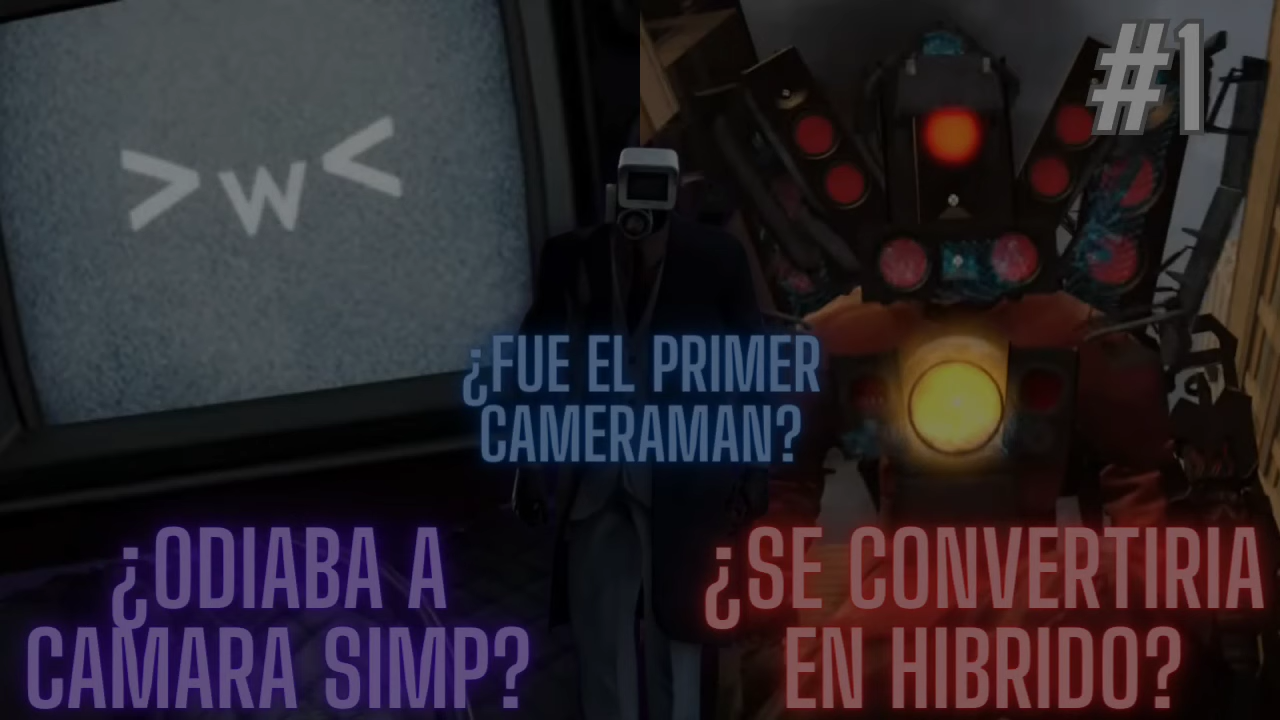 >w<
#1
¿FUE EL PRIMER
CAMERAMAN?
¿ODIABA A
CAMARA SIMP?
¿SE CONVERTIRIA
EN HIBRIDO?